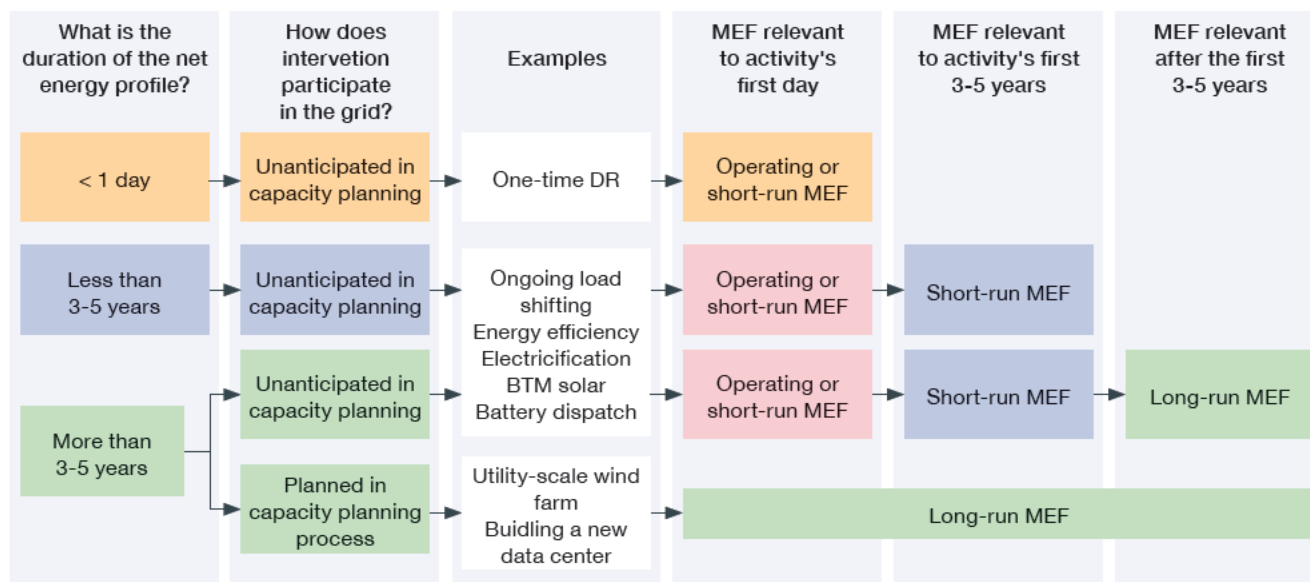 What is the
duration of the net
energy profile?
How does
intervetion
participate
in the grid?
Examples
MEF relevant
to activity's
first day
MEF relevant
to activity's first
3-5 years
MEF relevant
after the first
3-5 years
< 1 day
Unanticipated in
capacity planning
One-time DR
Operating or
short-run MEF
Less than
3-5 years
Unanticipated in
capacity planning
Ongoing load
shifting
Energy efficiency
Electricification
BTM solar
Battery dispatch
Operating or
short-run MEF
Short-run MEF
More than
3-5 years
Unanticipated in
capacity planning
Operating or
short-run MEF
Short-run MEF
Long-run MEF
Planned in
capacity planning
process
Utility-scale wind
farm
Buidling a new
data center
Long-run MEF